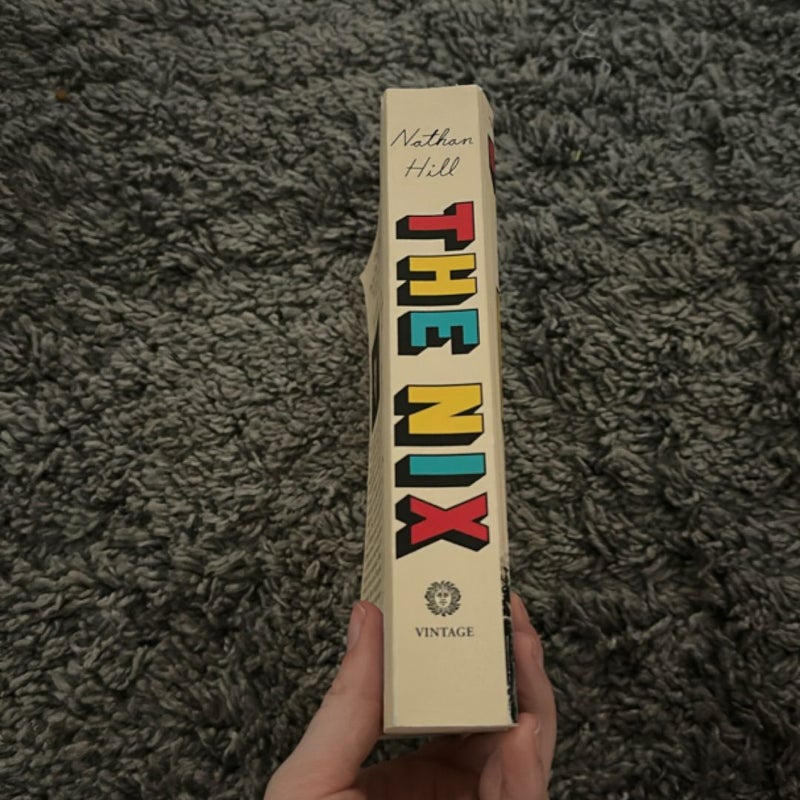 Nathan
Hill
THE NIX
VINTAGE